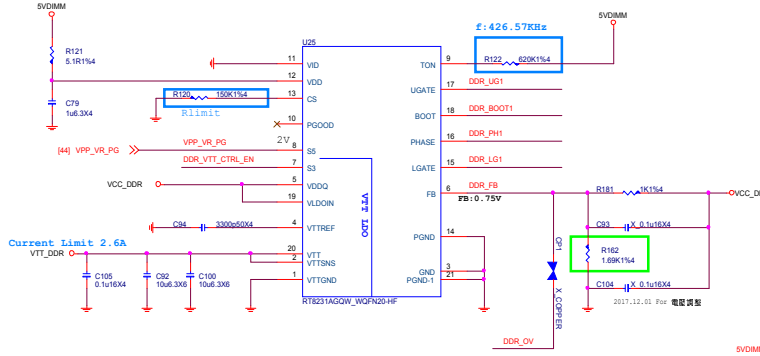 5VDIMM
R121
5.1R1%4
C79
1u6.3X4
R120
150K1%4
Rlimit
[44] VPP_VR_PG
VPP_VR_PG
DDR_VTT_CTRL_EN
VCC_DDR
C94
3300p50X4
Current Limit 2.6A
VTT_DDR
C105
0.1u16X4
C92
10u6.3X6
C100
10u6.3X6
U25
11 VID
12 VDD
13 CS
10 PGOOD
2V
8 S5
7 S3
5 VDDQ
19 VLDOIN
4 VTTREF
20 VTT
2 VTTSNS
1 VTTGND
VTT LDO
TON 9
UGATE 17
BOOT 18
PHASE 16
LGATE 15
FB 6
PGND 14
GND 3
PGND-1 21
RT8231AGQW_WQFN20-HF
f:426.57KHz
5VDIMM
R122
620K1%4
DDR_UG1
DDR_BOOT1
DDR_PH1
DDR_LG1
DDR_FB
FB:0.75V
R181
1K1%4
VCC_D
C93
X_0.1u16X4
R162
1.69K1%4
C104
X_0.1u16X4
2017.12.01 For 電壓調整
CP1
X_COPPER
DDR_OV
5VDIMM